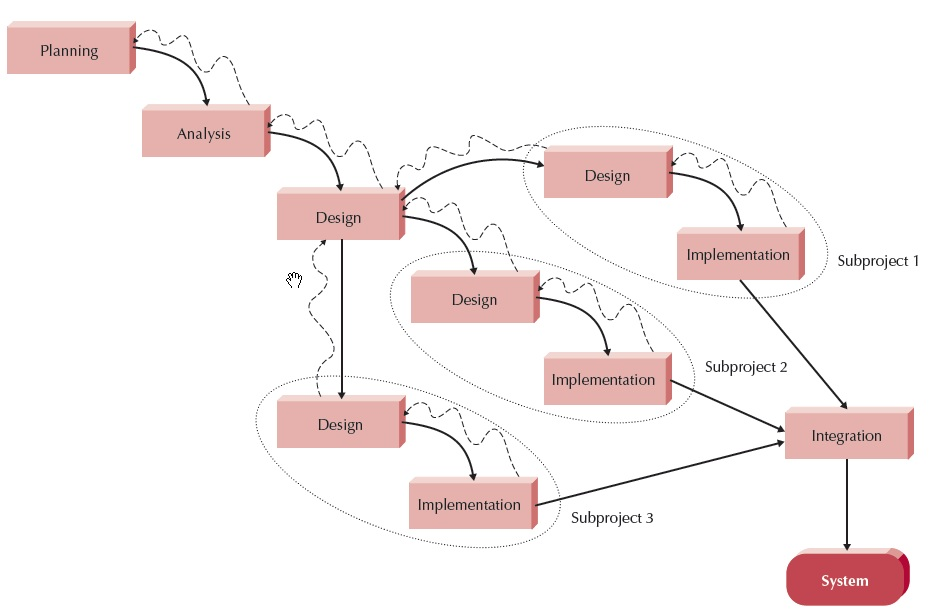 Planning
Analysis
Design
Design
Implementation
Subproject 1
Design
Implementation
Subproject 2
Design
Implementation
Subproject 3
Integration
System